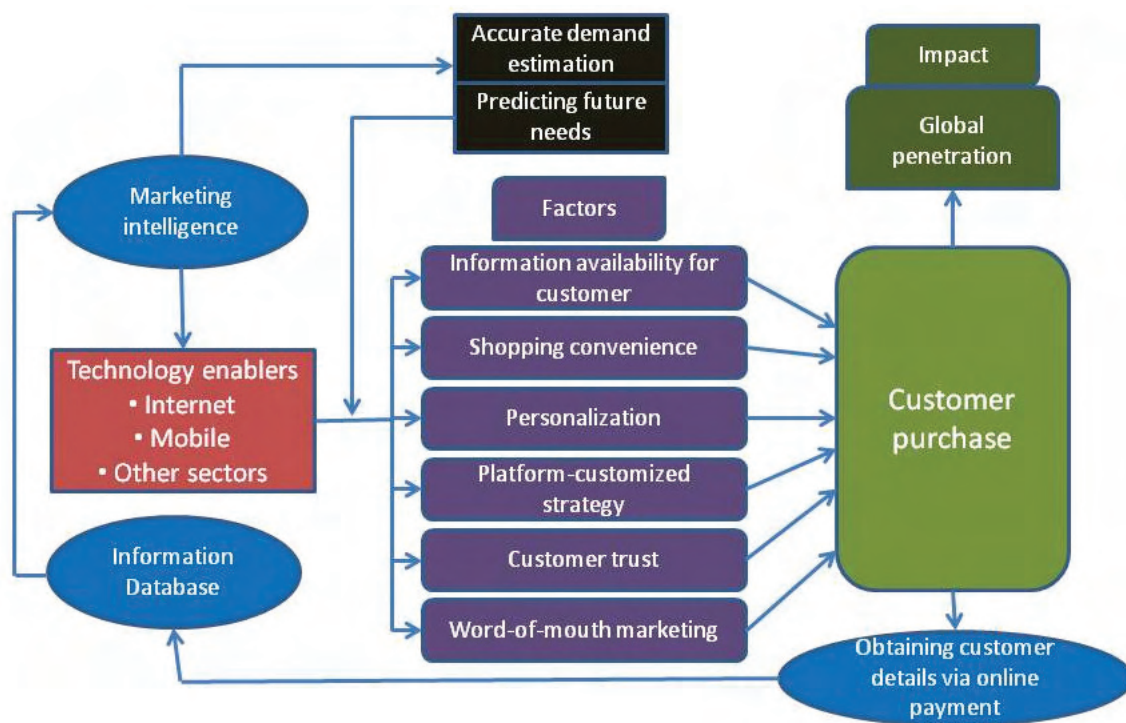 Accurate demand
estimation
Predicting future
needs
Impact
Global
penetration
Marketing
intelligence
Factors
Information availability for
customer
Shopping convenience
Personalization
Platform-customized
strategy
Customer trust
Word-of-mouth marketing
Technology enablers
• Internet
• Mobile
• Other sectors
Customer
purchase
Information
Database
Obtaining customer
details via online
payment